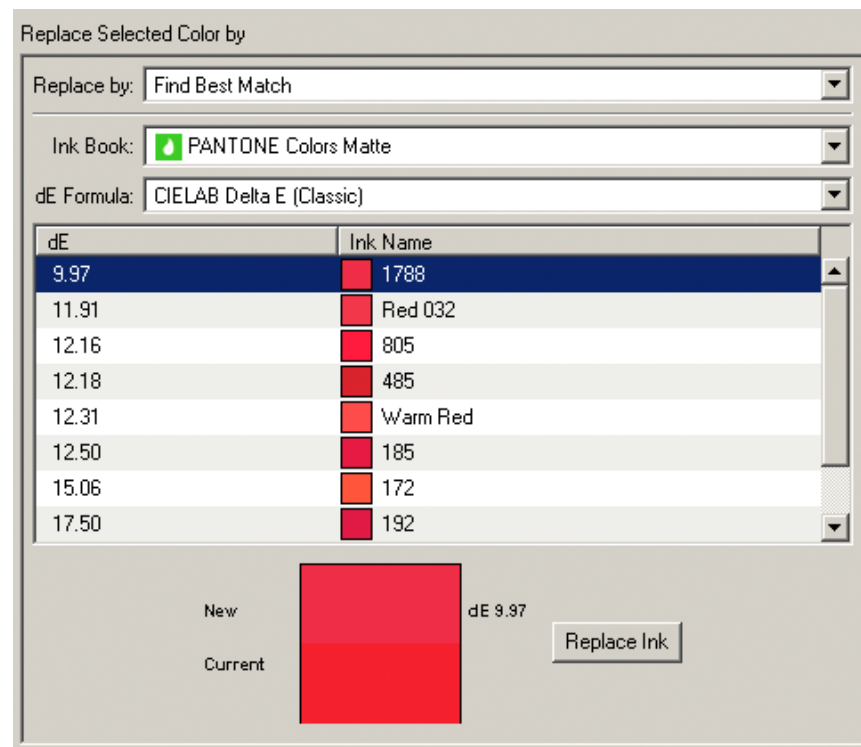 Replace Selected Color by
Replace by: Find Best Match
Ink Book: PANTONE Colors Matte
dE Formula: CIELAB Delta E (Classic)
dE Ink Name
9.97 1788
11.91 Red 032
12.16 805
12.18 485
12.31 Warm Red
12.50 185
15.06 172
17.50 192
New dE 9.97
Replace Ink
Current